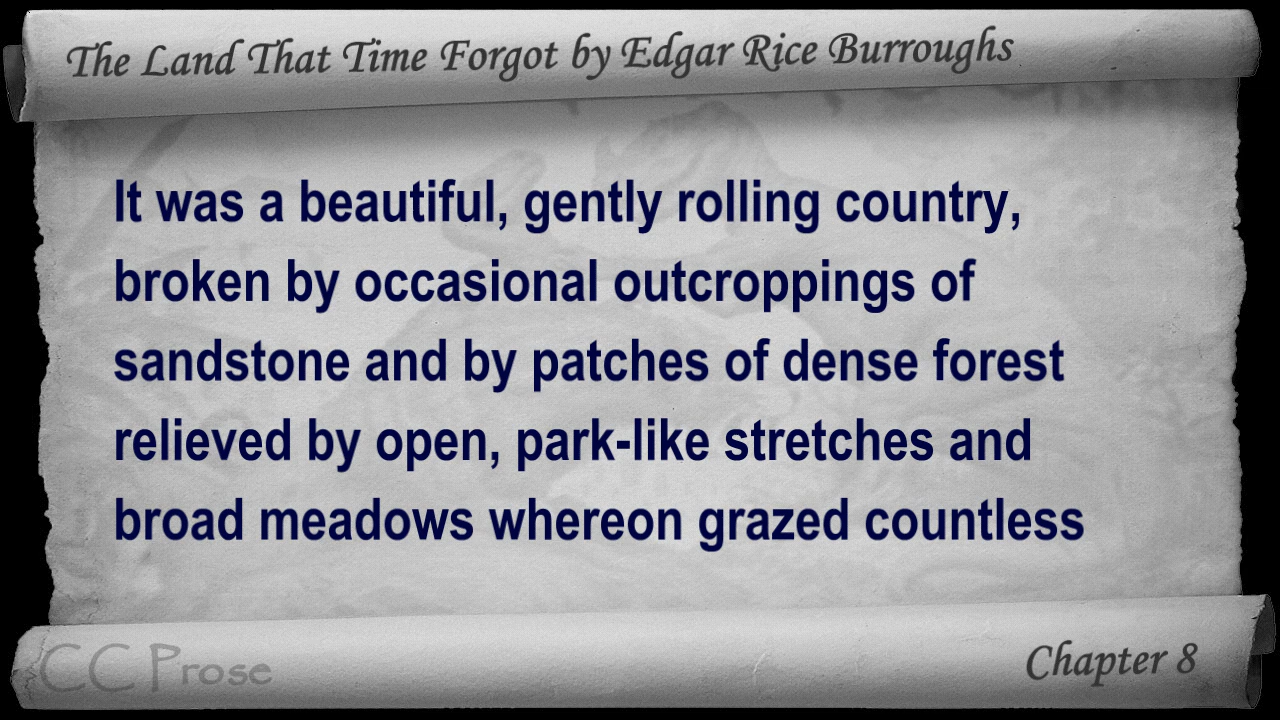 The Land That Time Forgot by Edgar Rice Burroughs
It was a beautiful, gently rolling country,
broken by occasional outcroppings of
sandstone and by patches of dense forest
relieved by open, park-like stretches and
broad meadows whereon grazed countless
CC Prose
Chapter 8